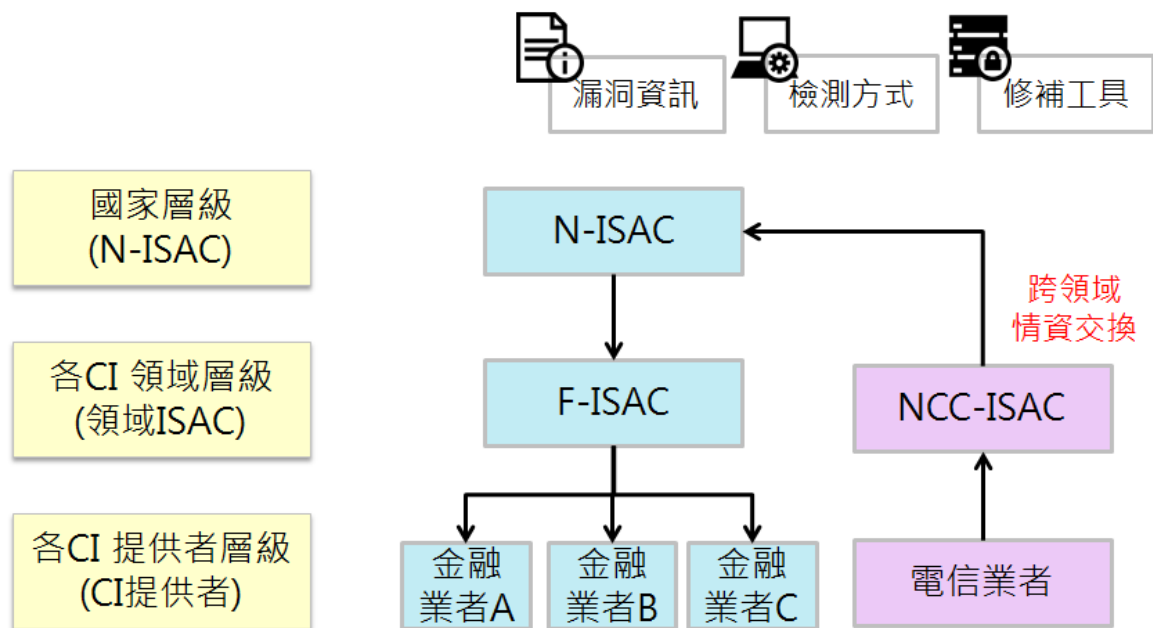 漏洞資訊
檢測方式
修補工具
國家層級
(N-ISAC)
N-ISAC
跨領域
情資交換
各CI 領域層級
(領域ISAC)
F-ISAC
NCC-ISAC
各CI 提供者層級
(CI提供者)
金融
業者A
金融
業者B
金融
業者C
電信業者